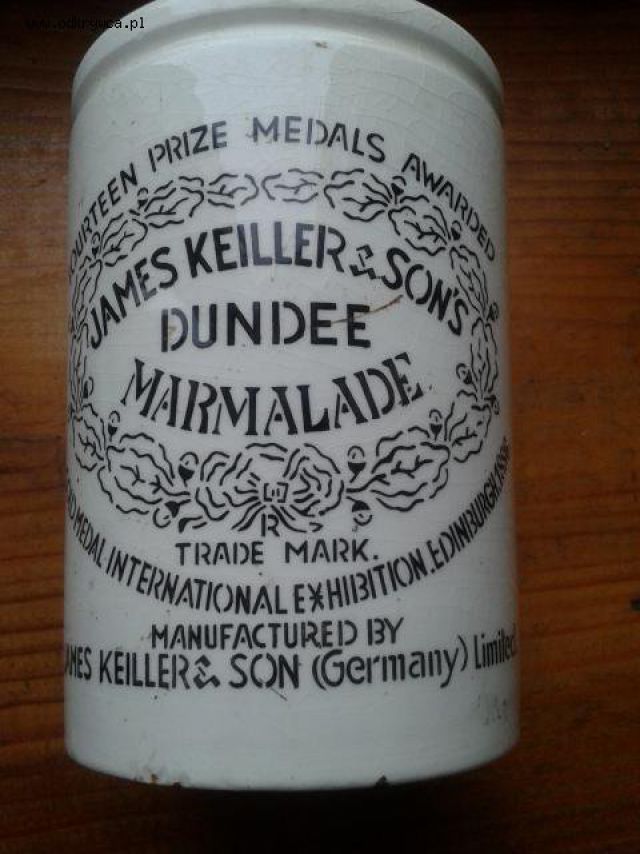 www.odkrywca.pl
FOURTEEN PRIZE MEDALS AWARDED
JAMES KEILLER & SON'S
DUNDEE
MARMALADE
R
TRADE MARK.
MEDAL INTERNATIONAL EXHIBITION. EDINBURGH.
MANUFACTURED BY
JAMES KEILLER & SON (Germany) Limited